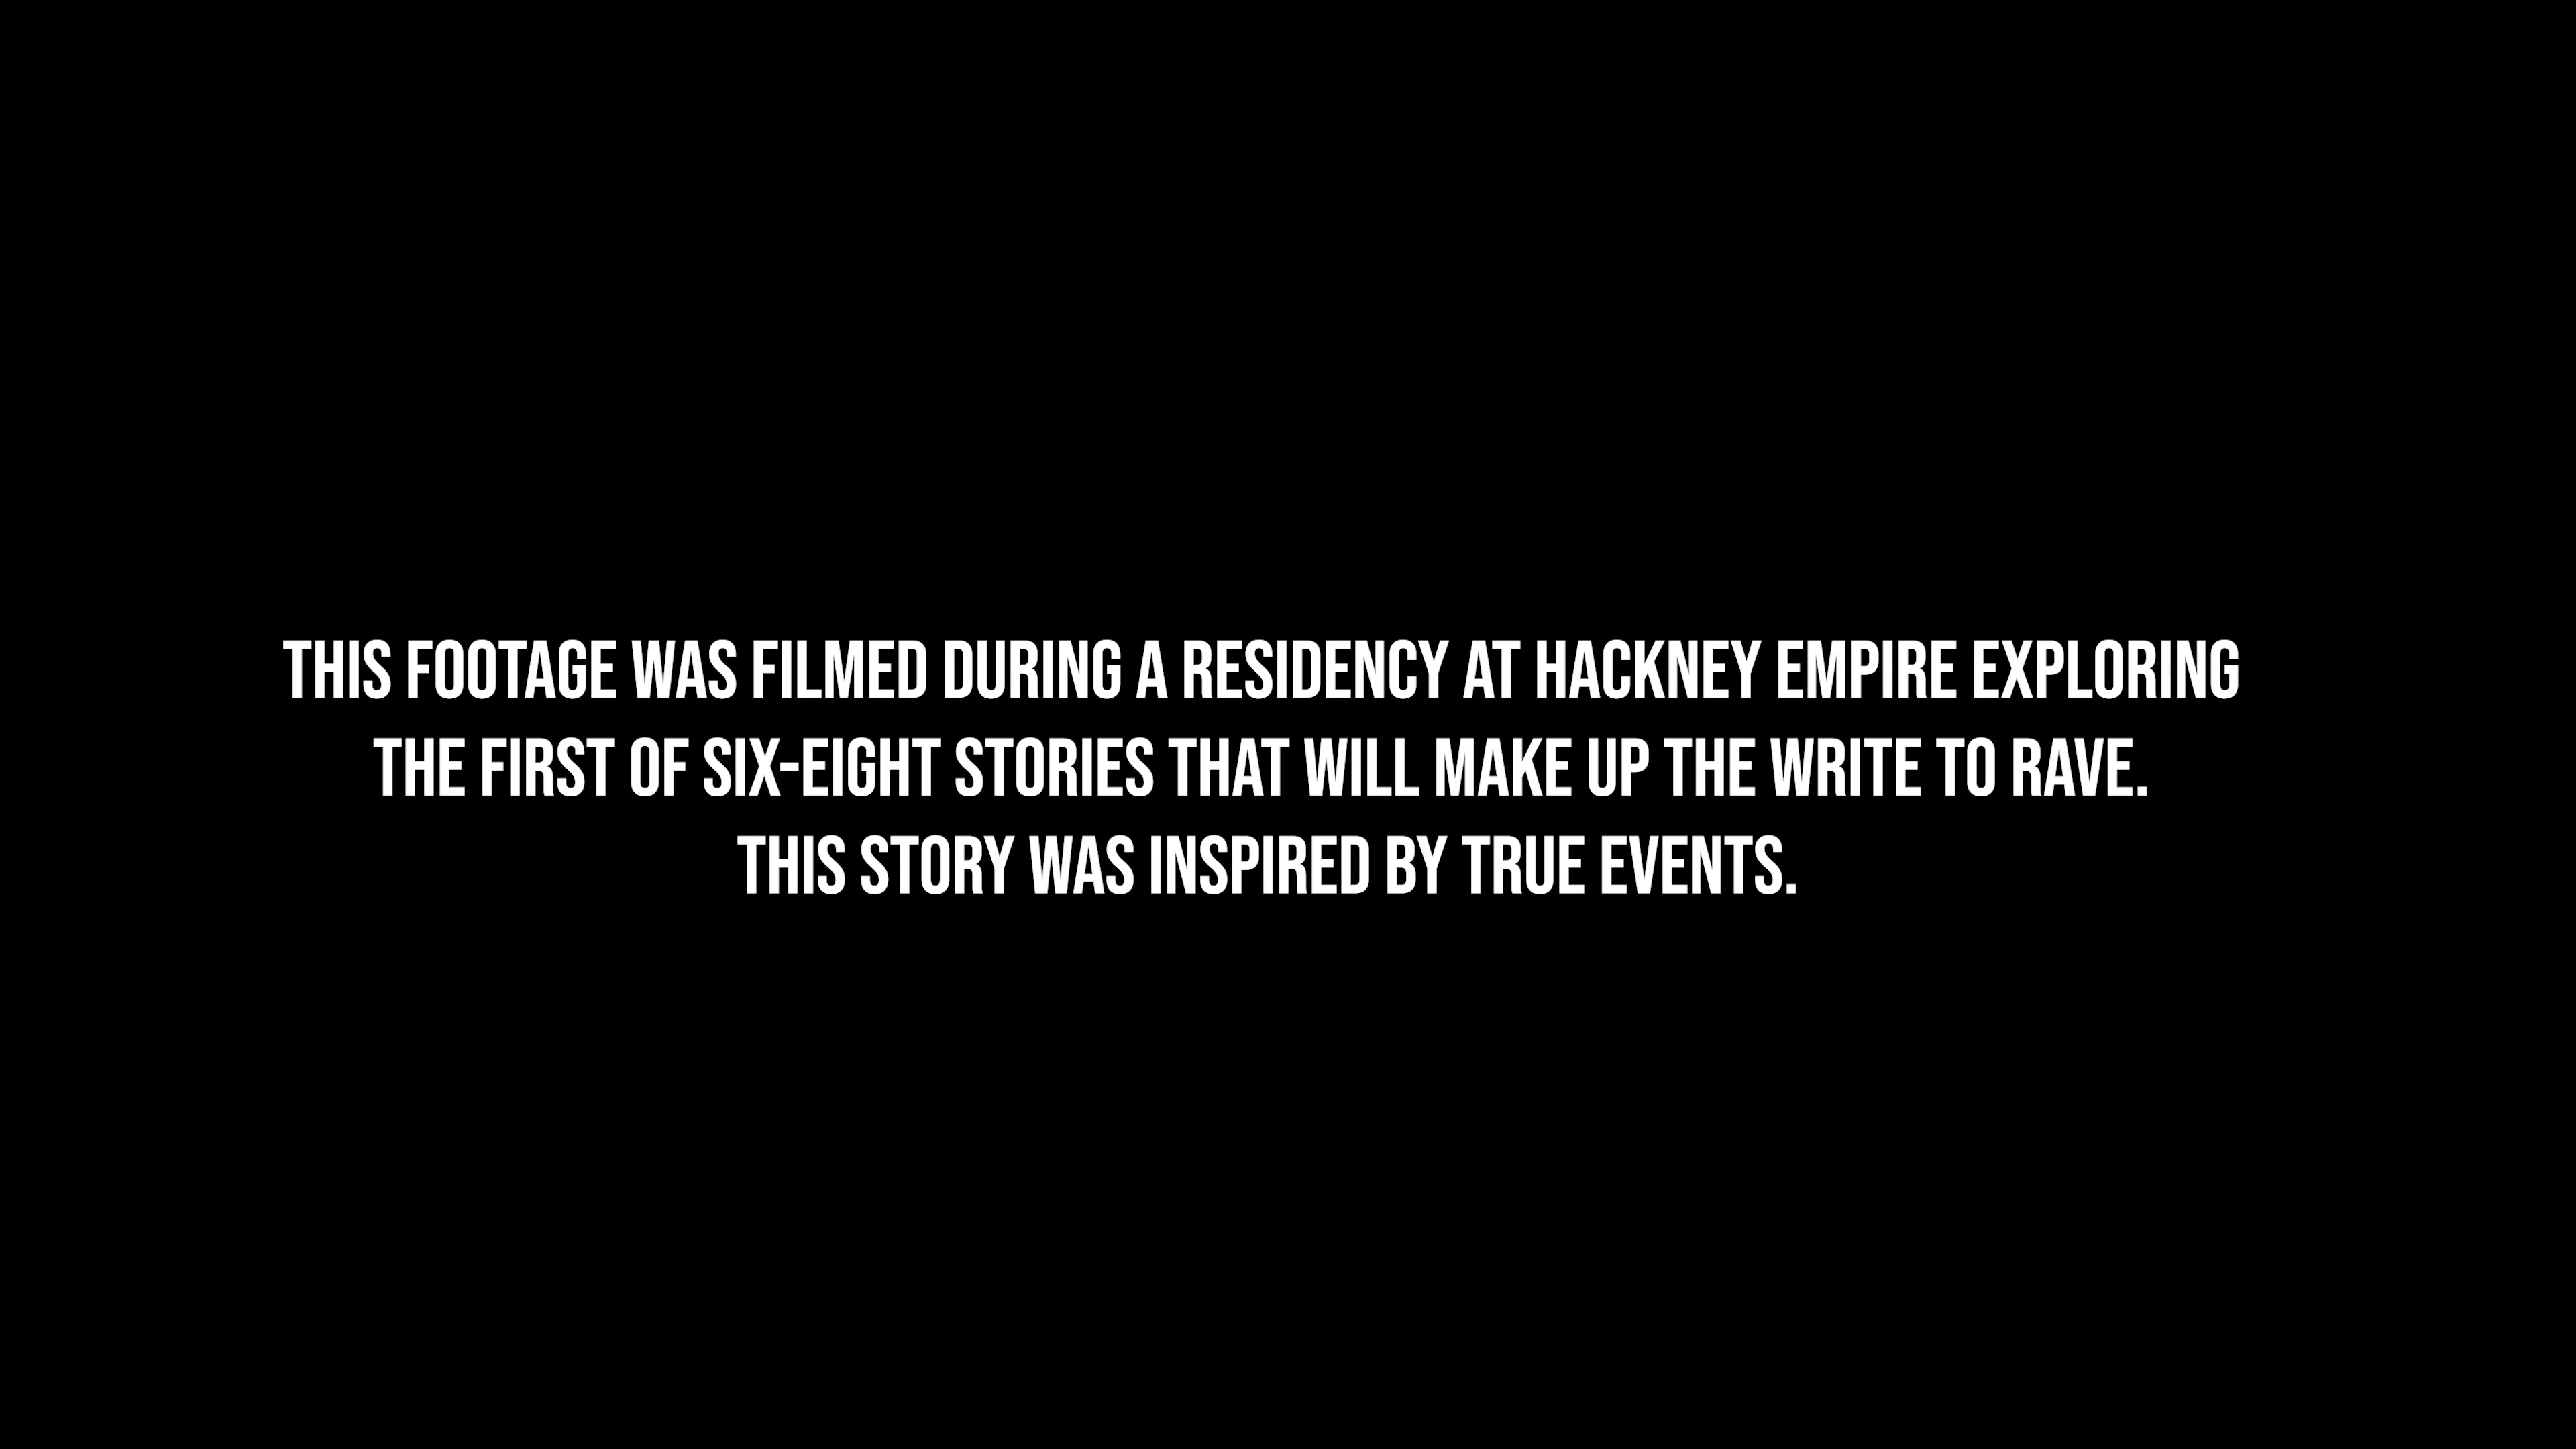 THIS FOOTAGE WAS FILMED DURING A RESIDENCY AT HACKNEY EMPIRE EXPLORING
THE FIRST OF SIX-EIGHT STORIES THAT WILL MAKE UP THE WRITE TO RAVE.
THIS STORY WAS INSPIRED BY TRUE EVENTS.